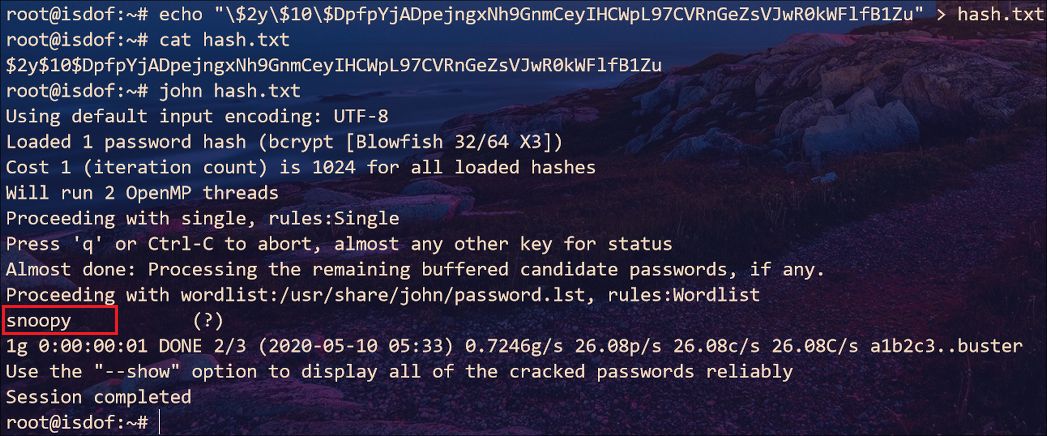 root@isdof:~# echo "\$2y\$10\$DpfpYjADpejngxNh9GnmCeyIHCWpL97CVRnGeZsVJwR0kWFlfB1Zu" > hash.txt
root@isdof:~# cat hash.txt
$2y$10$DpfpYjADpejngxNh9GnmCeyIHCWpL97CVRnGeZsVJwR0kWFlfB1Zu
root@isdof:~# john hash.txt
Using default input encoding: UTF-8
Loaded 1 password hash (bcrypt [Blowfish 32/64 X3])
Cost 1 (iteration count) is 1024 for all loaded hashes
Will run 2 OpenMP threads
Proceeding with single, rules:Single
Press 'q' or Ctrl-C to abort, almost any other key for status
Almost done: Processing the remaining buffered candidate passwords, if any.
Proceeding with wordlist:/usr/share/john/password.lst, rules:Wordlist
snoopy           (?)
1g 0:00:00:01 DONE 2/3 (2020-05-10 05:33) 0.7246g/s 26.08p/s 26.08c/s 26.08C/s a1b2c3..buster
Use the "--show" option to display all of the cracked passwords reliably
Session completed
root@isdof:~#